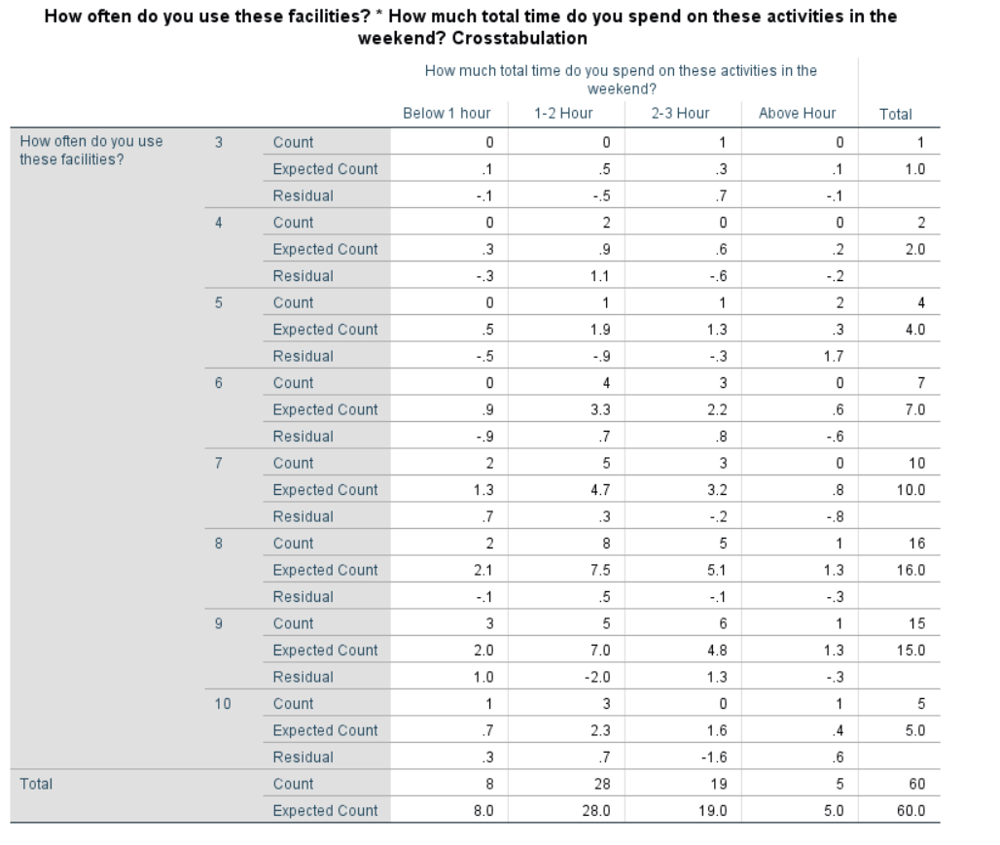 How often do you use these facilities? * How much total time do you spend on these activities in the
weekend? Crosstabulation
How much total time do you spend on these activities in the
weekend?
Below 1 hour 1-2 Hour 2-3 Hour Above Hour Total
How often do you use these facilities? 3 Count 0 0 1 0 1
Expected Count .1 .5 .3 .1 1.0
Residual -.1 -.5 .7 -.1
4 Count 0 2 0 0 2
Expected Count .3 .9 .6 .2 2.0
Residual -.3 1.1 -.6 -.2
5 Count 0 1 1 2 4
Expected Count .5 1.9 1.3 .3 4.0
Residual -.5 -.9 -.3 1.7
6 Count 0 4 3 0 7
Expected Count .9 3.3 2.2 .6 7.0
Residual -.9 .7 .8 -.6
7 Count 2 5 3 0 10
Expected Count 1.3 4.7 3.2 .8 10.0
Residual .7 .3 -.2 -.8
8 Count 2 8 5 1 16
Expected Count 2.1 7.5 5.1 1.3 16.0
Residual -.1 .5 -.1 -.3
9 Count 3 5 6 1 15
Expected Count 2.0 7.0 4.8 1.3 15.0
Residual 1.0 -2.0 1.3 -.3
10 Count 1 3 0 1 5
Expected Count .7 2.3 1.6 .4 5.0
Residual .3 .7 -1.6 .6
Total Count 8 28 19 5 60
Expected Count 8.0 28.0 19.0 5.0 60.0